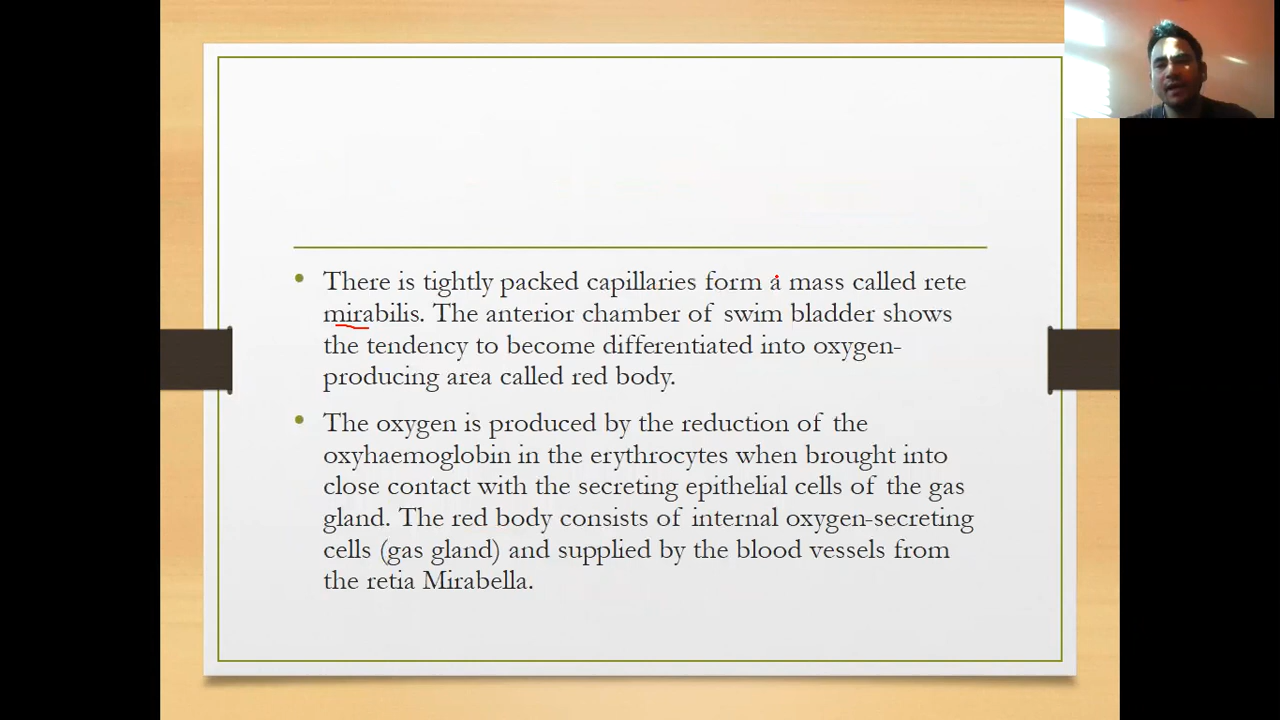 There is tightly packed capillaries form a mass called rete
mirabilis. The anterior chamber of swim bladder shows
the tendency to become differentiated into oxygen-
producing area called red body.
The oxygen is produced by the reduction of the
oxyhaemoglobin in the erythrocytes when brought into
close contact with the secreting epithelial cells of the gas
gland. The red body consists of internal oxygen-secreting
cells (gas gland) and supplied by the blood vessels from
the retia Mirabella.